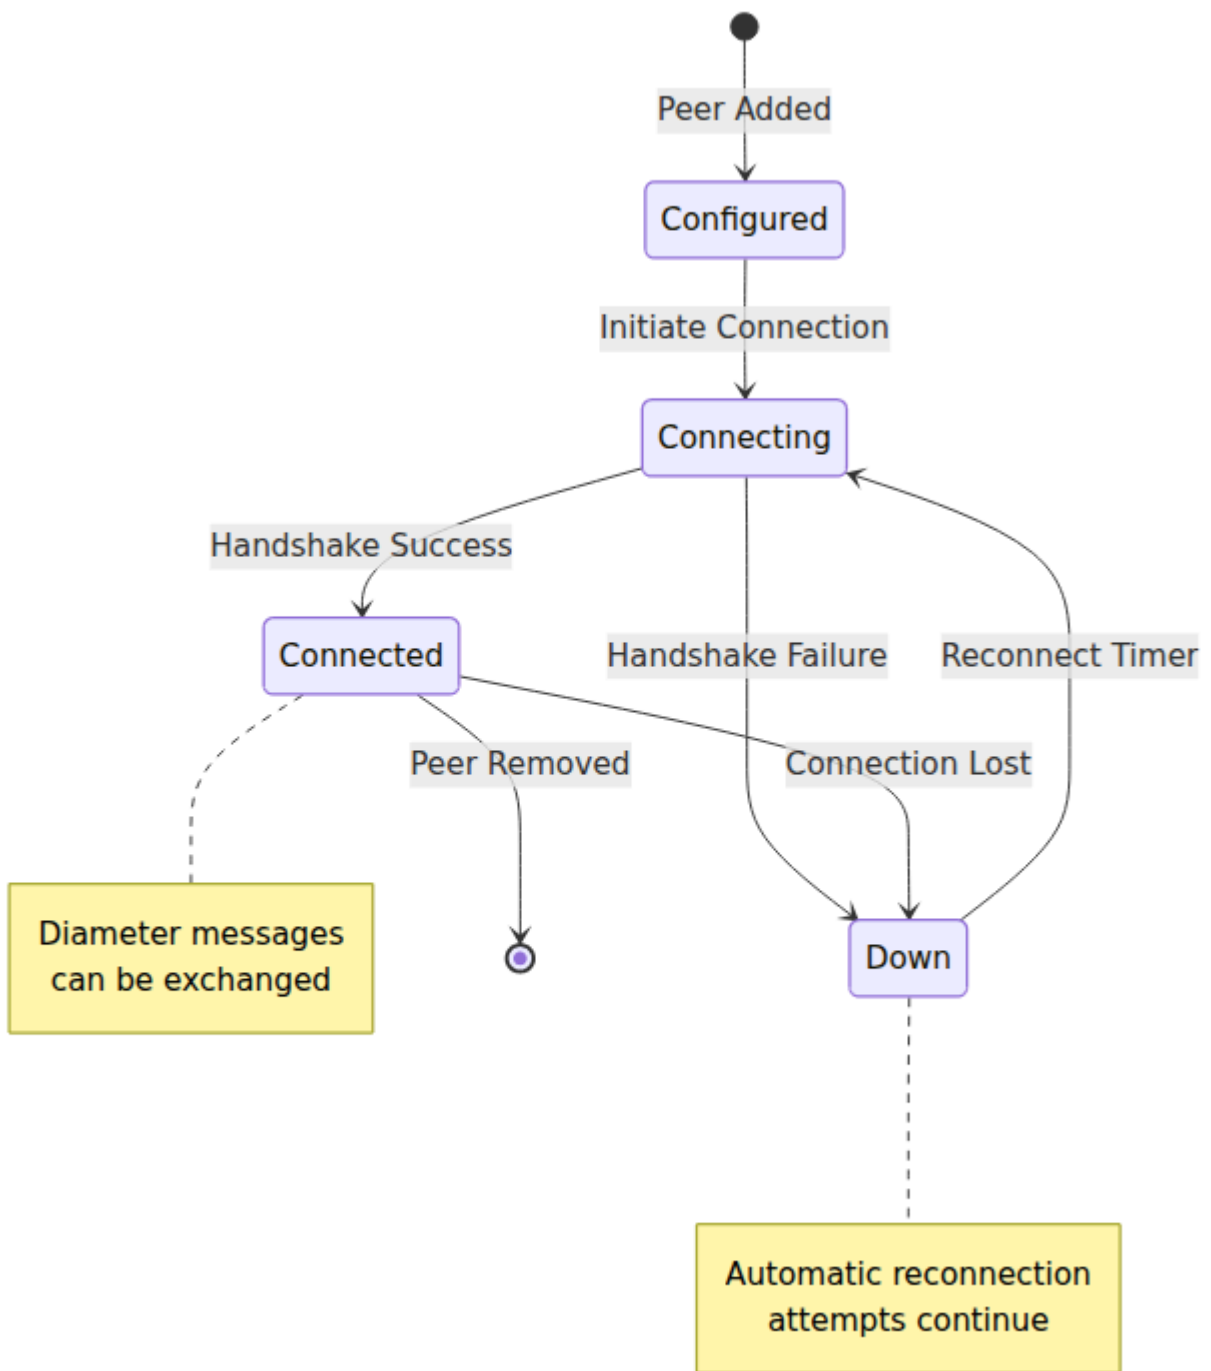 Peer Added
Configured
Initiate Connection
Connecting
Handshake Success
Connected
Handshake Failure
Reconnect Timer
Peer Removed
Connection Lost
Diameter messages
can be exchanged
Down
Automatic reconnection
attempts continue